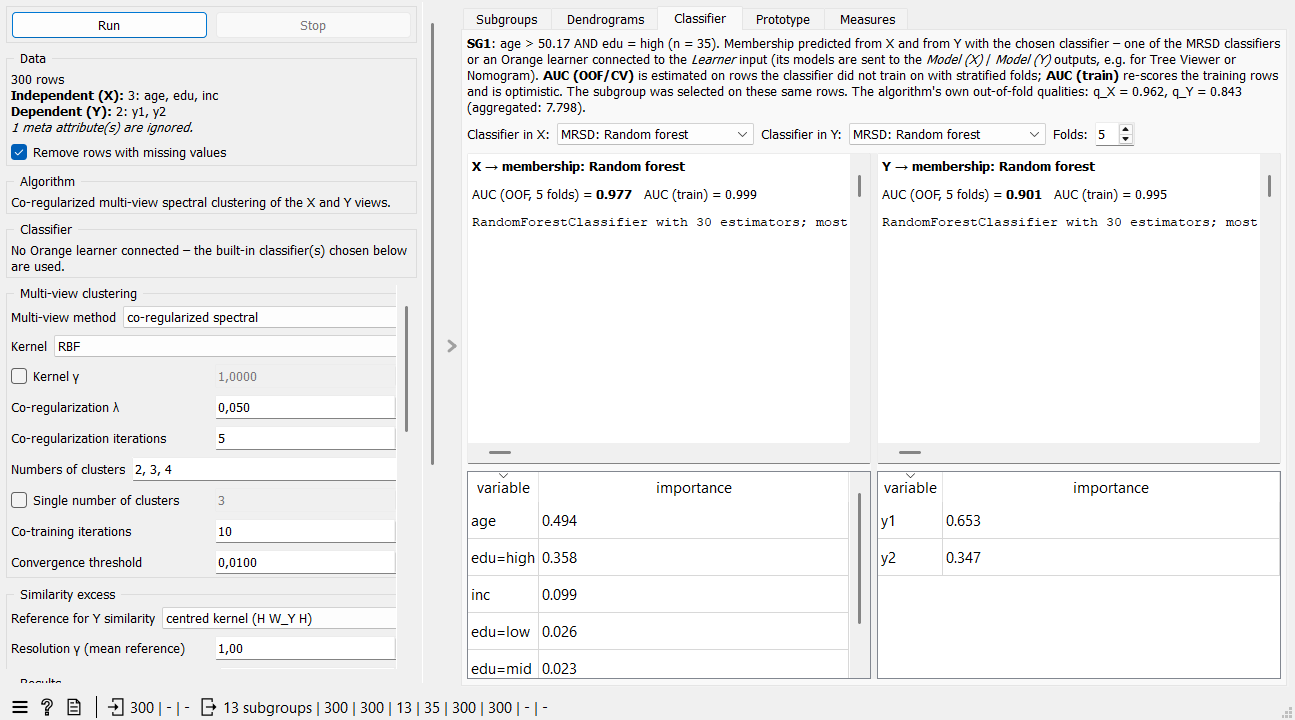 Run
Stop
Data
300 rows
Independent (X): 3: age, edu, inc
Dependent (Y): 2: y1, y2
1 meta attribute(s) are ignored.
Remove rows with missing values
Algorithm
Co-regularized multi-view spectral clustering of the X and Y views.
Classifier
No Orange learner connected – the built-in classifier(s) chosen below
are used.
Multi-view clustering
Multi-view method co-regularized spectral
Kernel RBF
Kernel γ 1,0000
Co-regularization λ 0,050
Co-regularization iterations 5
Numbers of clusters 2, 3, 4
Single number of clusters 3
Co-training iterations 10
Convergence threshold 0,0100
Similarity excess
Reference for Y similarity centred kernel (H W_Y H)
Resolution γ (mean reference) 1,00
Results
Subgroups Dendrograms Classifier Prototype Measures
SG1: age > 50.17 AND edu = high (n = 35). Membership predicted from X and from Y with the chosen classifier – one of the MRSD classifiers
or an Orange learner connected to the Learner input (its models are sent to the Model (X) | Model (Y) outputs, e.g. for Tree Viewer or
Nomogram). AUC (OOF/CV) is estimated on rows the classifier did not train on with stratified folds; AUC (train) re-scores the training rows
and is optimistic. The subgroup was selected on these same rows. The algorithm's own out-of-fold qualities: q_X = 0.962, q_Y = 0.843
(aggregated: 7.798).
Classifier in X: MRSD: Random forest Classifier in Y: MRSD: Random forest Folds: 5
X → membership: Random forest
AUC (OOF, 5 folds) = 0.977 AUC (train) = 0.999
RandomForestClassifier with 30 estimators; most
Y → membership: Random forest
AUC (OOF, 5 folds) = 0.901 AUC (train) = 0.995
RandomForestClassifier with 30 estimators; most
variable importance
age 0.494
edu=high 0.358
inc 0.099
edu=low 0.026
edu=mid 0.023
variable importance
y1 0.653
y2 0.347
300 | - | - 13 subgroups | 300 | 300 | 13 | 35 | 300 | 300 | - | -